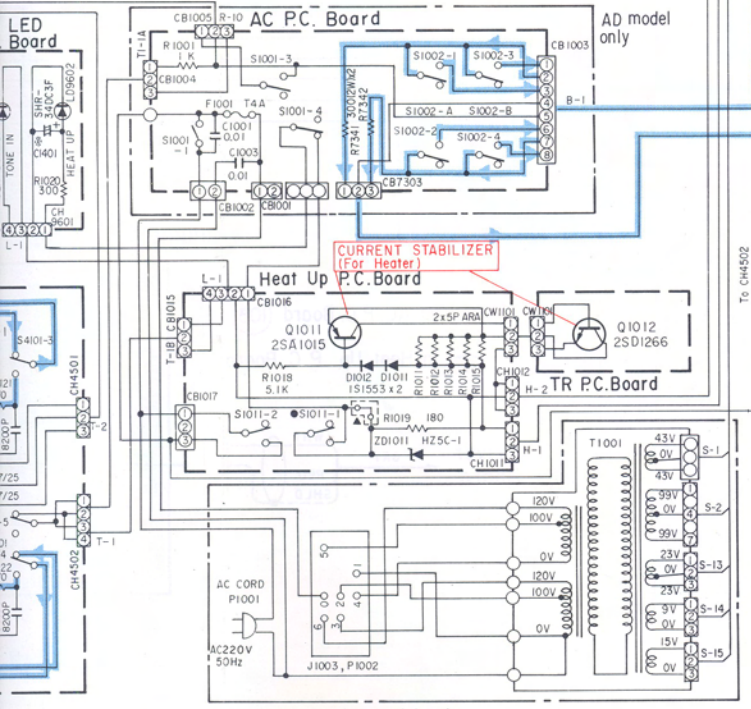 LED
Board
CB1005 R-10
AC P.C. Board
AD model
only
T1-1A
R1001
1K
S1001-3
S1002-1
S1002-3
CB1003
CB1004
SHR-
34DC3F
LD9602
F1001 T4A
S1001-4
300(2W)x2
R7341
R7342
S1002-A
S1002-B
B-1
S1001
-1
C1001
0.01
C1003
0.01
S1002-2
S1002-4
TONE IN
C1401
HEAT UP
R1020
300
CH
9601
CB1002
CB1001
CB7303
L-1
CURRENT STABILIZER
(For Heater)
Heat Up P.C. Board
To CH4502
L-1
CB1016
CB1015
T-1B
Q1011
2SA1015
2x5P ARA
CW1101
CW1101
Q1012
2SD1266
S4101-3
CH4501
T-2
8200P
R1018
5.1K
D1012
D1011
1S1553 x 2
R1011
R1012
R1013
R1014
R1015
CH1012
H-2
TR P.C. Board
CB1017
S1011-2
S1011-1
R1019
180
ZD1011
HZ5C-1
H-1
CH1011
T1001
43V
0V
43V
S-1
99V
0V
99V
S-2
23V
0V
23V
S-13
9V
0V
S-14
15V
0V
S-15
120V
100V
0V
120V
100V
0V
T-1
CH4502
8200P
AC CORD
P1001
AC220V
50Hz
J1003, P1002